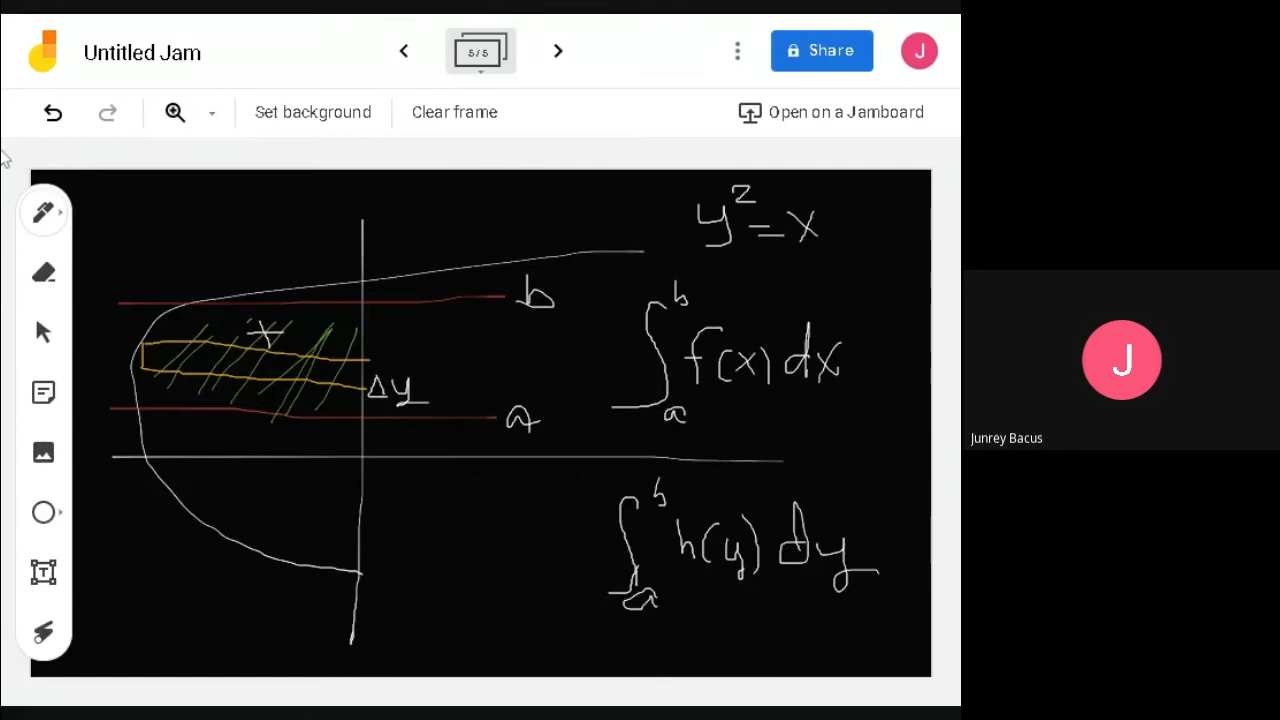 Untitled Jam
5/5
Share
J
Set background
Clear frame
Open on a Jamboard
y² = x
b
∫ₐᵇ f(x) dx
x
Δy
a
J
Junrey Bacus
∫ₐᵇ h(y) dy